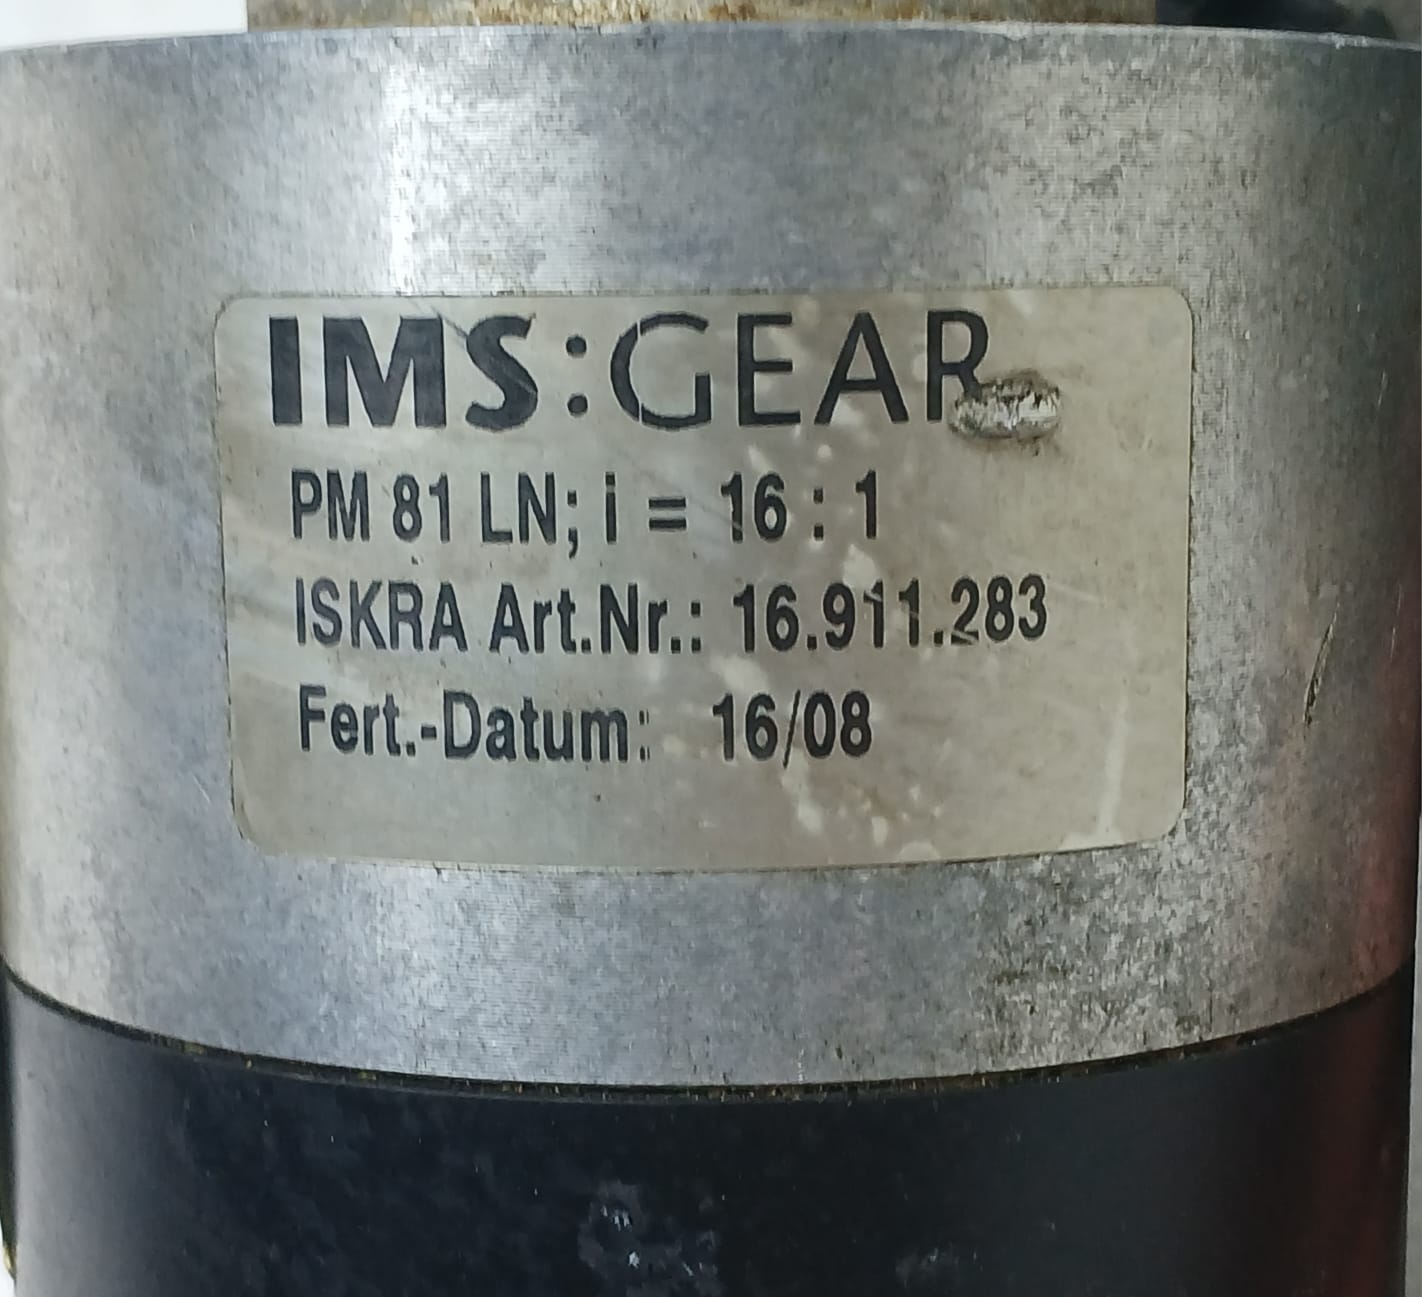 IMS:GEAR
PM 81 LN; i = 16 : 1
ISKRA Art.Nr.: 16.911.283
Fert.-Datum: 16/08